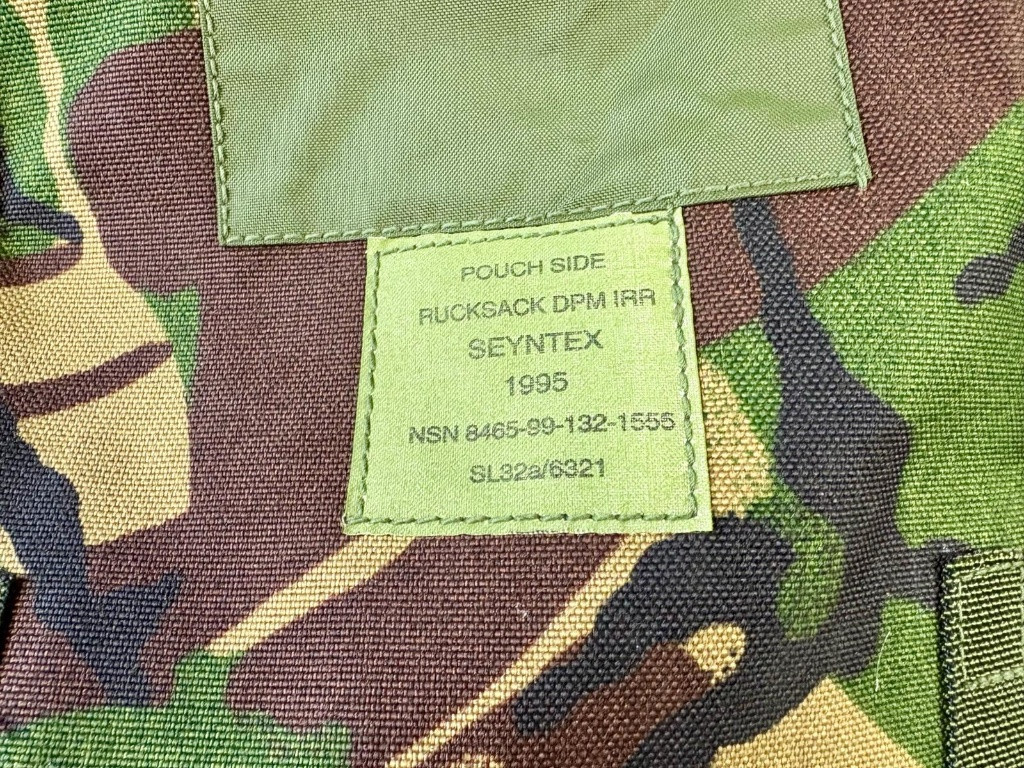 POUCH SIDE
RUCKSACK DPM IRR
SEYNTEX
1995
NSN 8465-99-132-1555
SL32a/6321